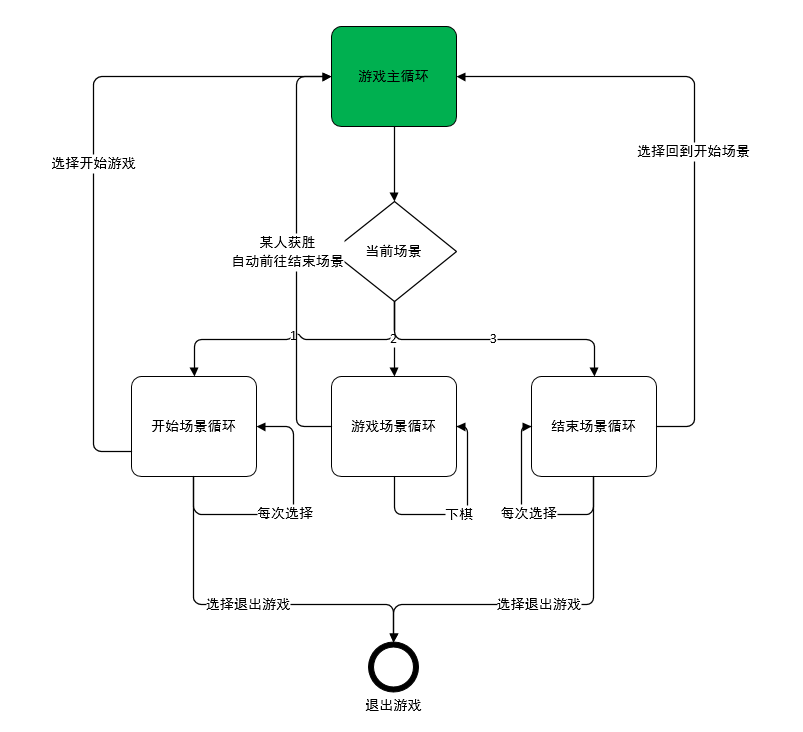 游戏主循环
选择开始游戏
选择回到开始场景
某人获胜
自动前往结束场景
当前场景
1
2
3
开始场景循环
游戏场景循环
结束场景循环
每次选择
下棋
每次选择
选择退出游戏
选择退出游戏
退出游戏